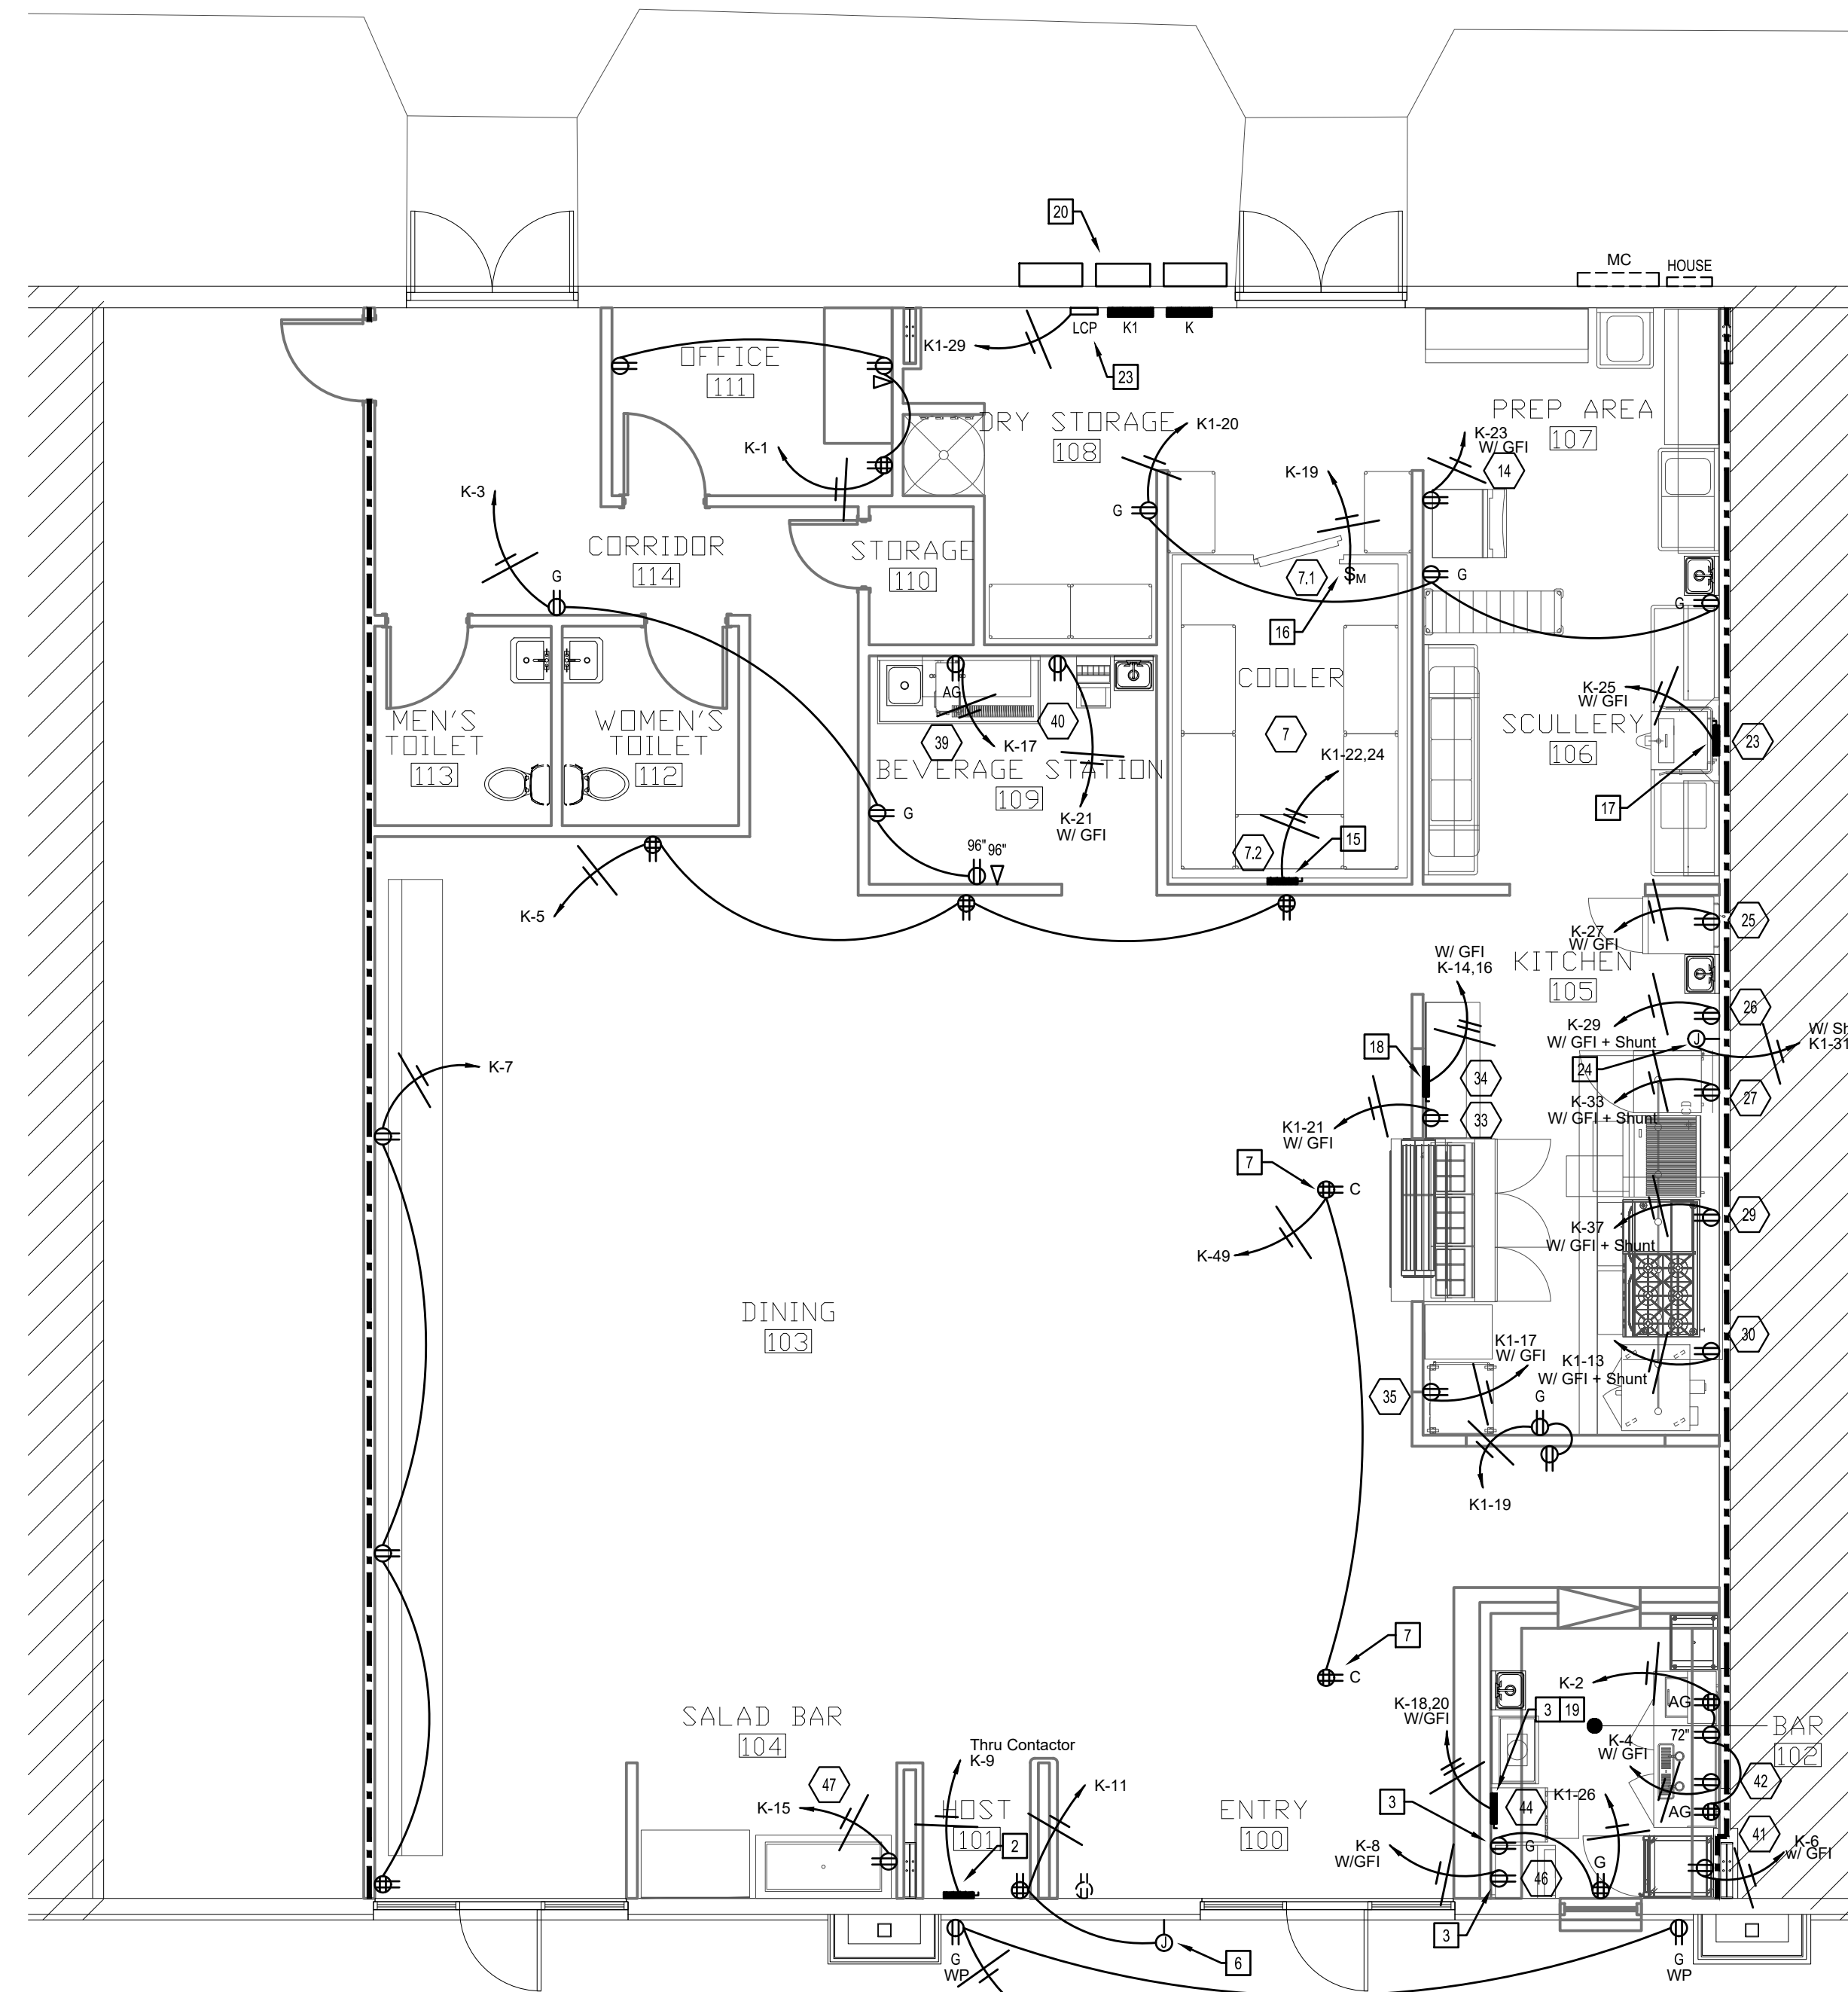 20
MC
HOUSE
LCP
K1
K
K1-29
23
OFFICE
111
K-1
DRY STORAGE
108
K1-20
G
K-19
PREP AREA
107
K-23
W/ GFI
14
K-3
G
CORRIDOR
114
STORAGE
110
7,1
$M
16
G
G
COOLER
7
K-25
W/ GFI
SCULLERY
106
23
17
MEN'S
TOILET
113
WOMEN'S
TOILET
112
AG
39
40
K-17
BEVERAGE STATION
109
K-21
W/ GFI
K1-22,24
G
96"
96"
7,2
15
K-5
K-27
W/ GFI
25
KITCHEN
105
W/ GFI
K-14,16
26
K-29
W/ GFI + Shunt
J
W/ Sh
K1-31
18
34
33
24
K-33
W/ GFI + Shunt
CD
27
K-7
K1-21
W/ GFI
7
C
K-49
K-37
W/ GFI + Shunt
29
DINING
103
K1-17
W/ GFI
K1-13
W/ GFI + Shunt
30
35
G
K1-19
7
C
SALAD BAR
104
K-18,20
W/GFI
K-2
3
19
AG
72"
BAR
102
K-4
W/ GFI
42
Thru Contactor
K-9
47
K-15
HOST
101
2
K-11
ENTRY
100
3
44
K1-26
AG
41
K-6
w/ GFI
K-8
W/GFI
G
46
G
3
G
WP
J
6
G
WP